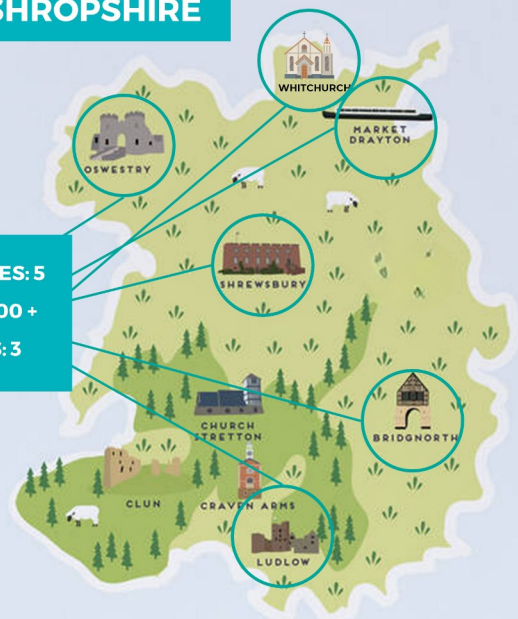 SHROPSHIRE
WHITCHURCH
MARKET
DRAYTON
OSWESTRY
ES: 5
00 +
: 3
SHREWSBURY
CHURCH
STRETTON
BRIDGNORTH
CLUN
CRAVEN ARMS
LUDLOW